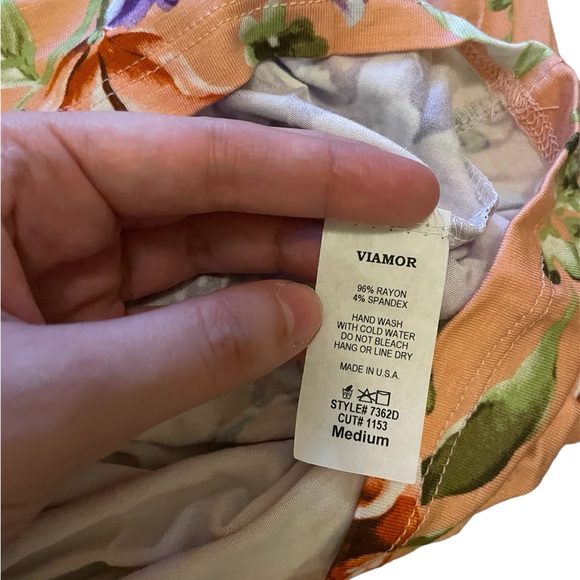 VIAMOR
96% RAYON
4% SPANDEX
HAND WASH
WITH COLD WATER
DO NOT BLEACH
HANG OR LINE DRY
MADE IN U.S.A.
STYLE# 7362D
CUT# 1153
Medium